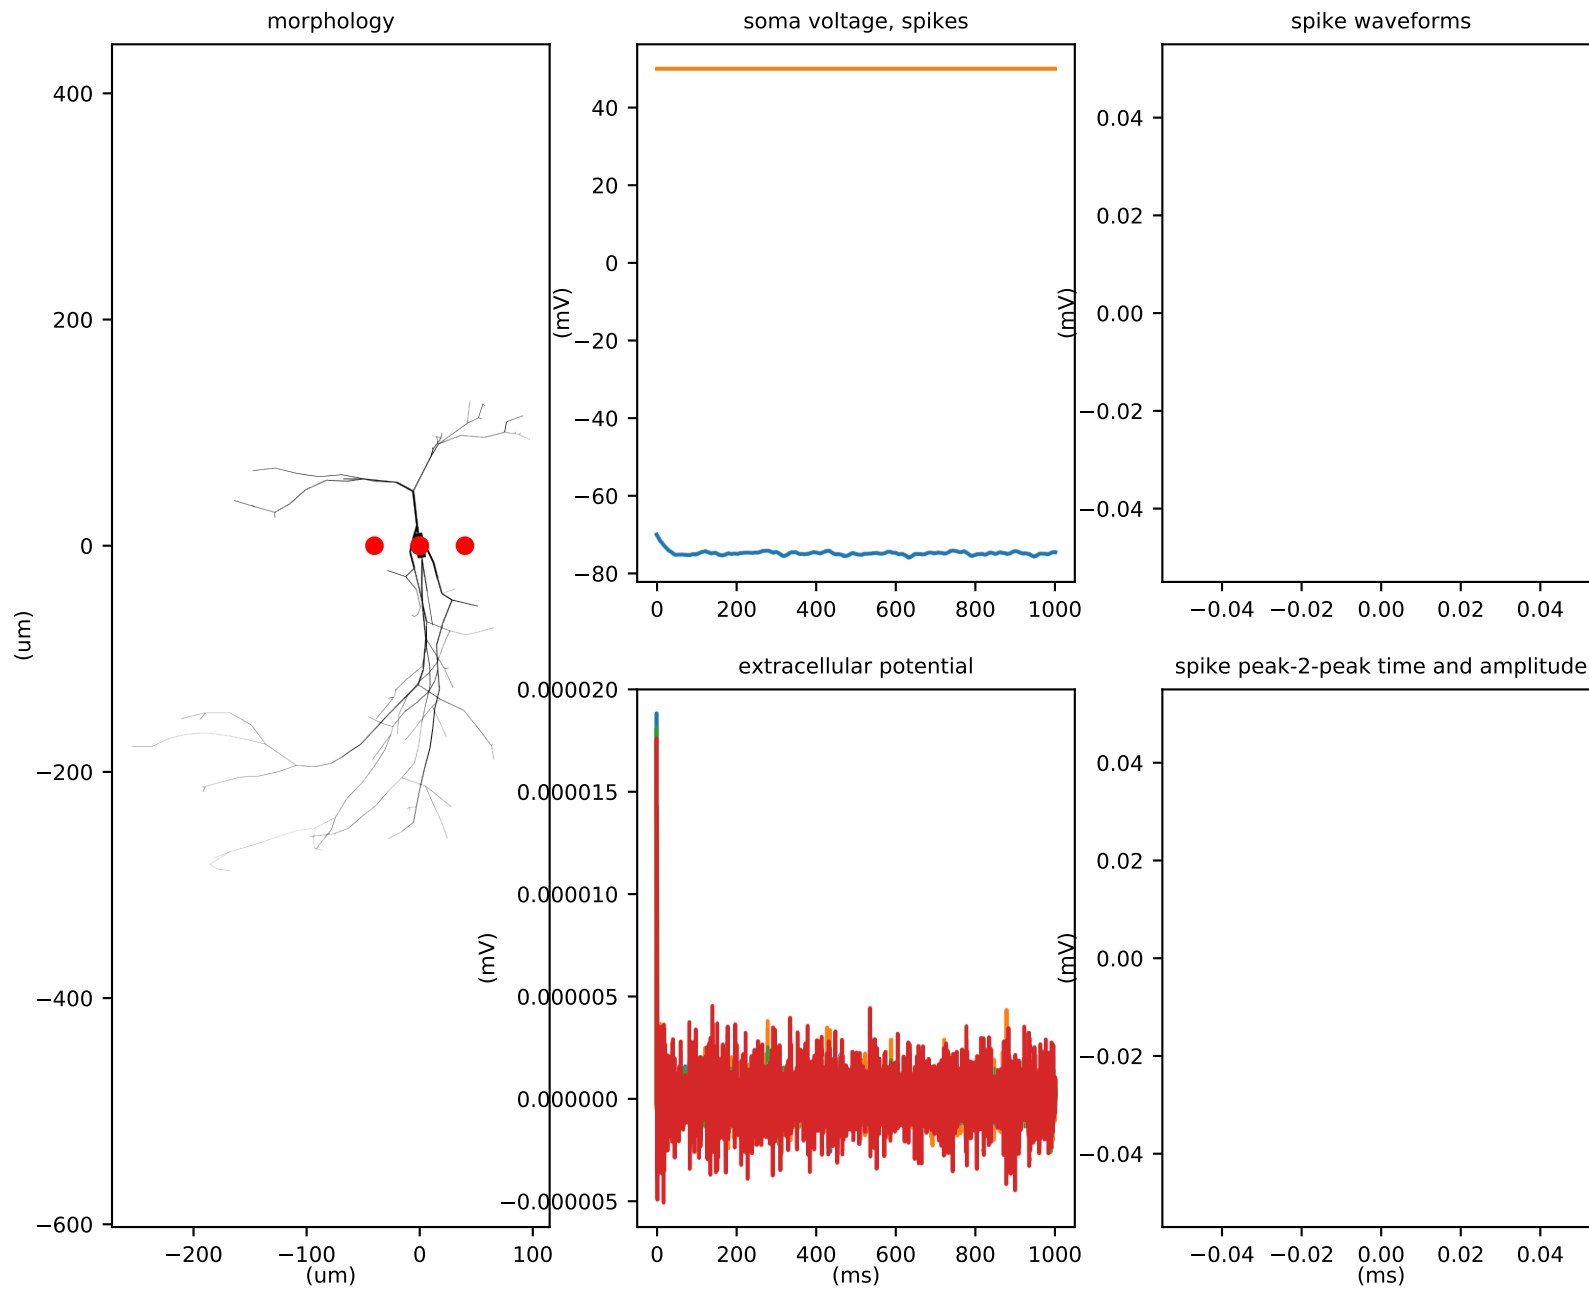 morphology
400
200
0
−200
−400
−600
(um)
−200 −100 0 100
(um)
soma voltage, spikes
40
20
0
−20
−40
−60
−80
(mV)
0 200 400 600 800 1000
spike waveforms
0.04
0.02
0.00
−0.02
−0.04
(mV)
−0.04 −0.02 0.00 0.02 0.04
extracellular potential
0.000020
0.000015
0.000010
0.000005
0.000000
−0.000005
(mV)
0 200 400 600 800 1000
(ms)
spike peak-2-peak time and amplitude
0.04
0.02
0.00
−0.02
−0.04
(mV)
−0.04 −0.02 0.00 0.02 0.04
(ms)